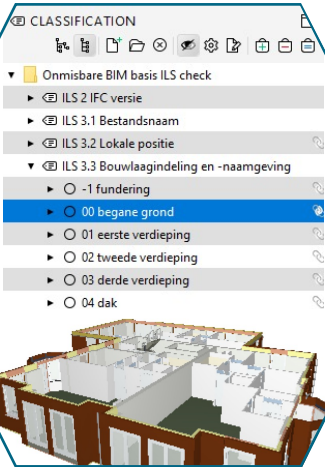 CLASSIFICATION
Onmisbare BIM basis ILS check
ILS 2 IFC versie
ILS 3.1 Bestandsnaam
ILS 3.2 Lokale positie
ILS 3.3 Bouwlaagindeling en -naamgeving
-1 fundering
00 begane grond
01 eerste verdieping
02 tweede verdieping
03 derde verdieping
04 dak